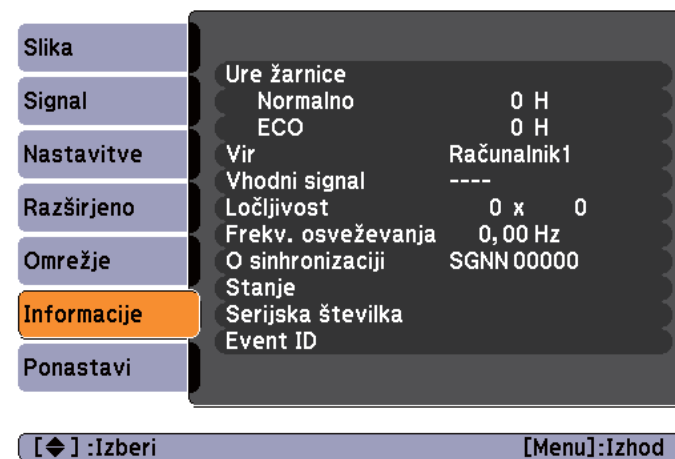 Slika
Signal
Nastavitve
Razširjeno
Omrežje
Informacije
Ponastavi
Ure žarnice
Normalno 0 H
ECO 0 H
Vir Računalnik1
Vhodni signal ----
Ločljivost 0 x 0
Frekv. osveževanja 0,00 Hz
O sinhronizaciji SGNN 00000
Stanje
Serijska številka
Event ID
[◆] :Izberi [Menu]:Izhod